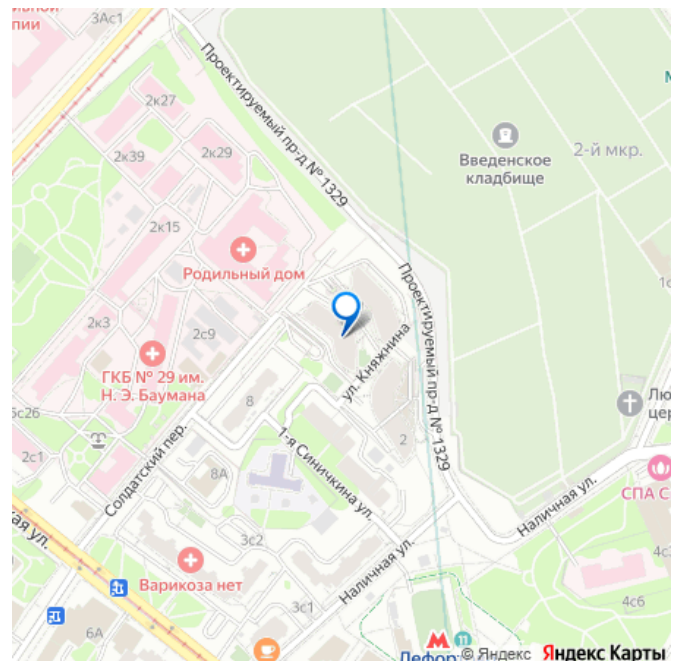 3Ас1
пии
2к27
2к39
2к29
2к15
Родильный дом
2к3
2с9
ГКБ № 29 им.
Н. Э. Баумана
2с1
Проектируемый пр-д № 1329
Введенское
кладбище
2-й мкр.
Проектируемый пр-д № 1329
ул. Княжнина
8
8А
2
1-я Синичкина ул.
Солдатский пер.
3с2
Варикоза нет
3с1
6А
Наличная ул.
Наличная ул.
СПА С
4с6
11
© Яндекс Яндекс Карты